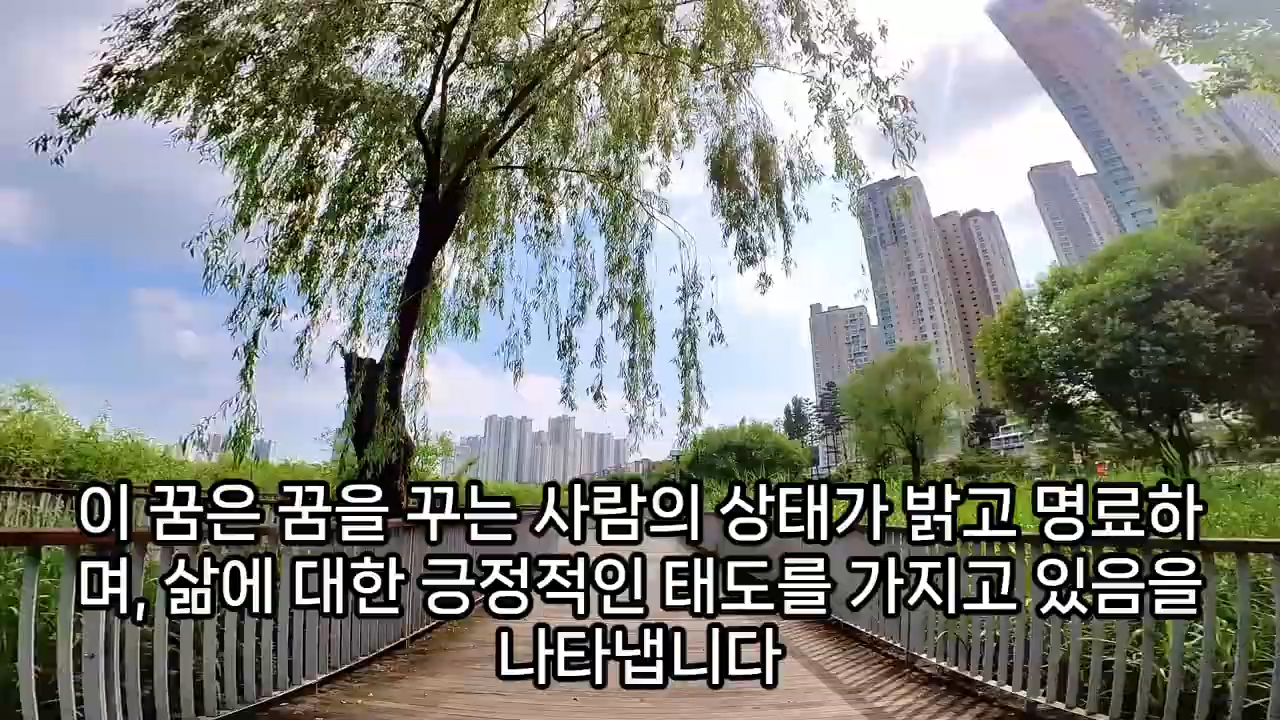 이 꿈은 꿈을 꾸는 사람의 상태가 밝고 명료하
며, 삶에 대한 긍정적인 태도를 가지고 있음을
나타냅니다